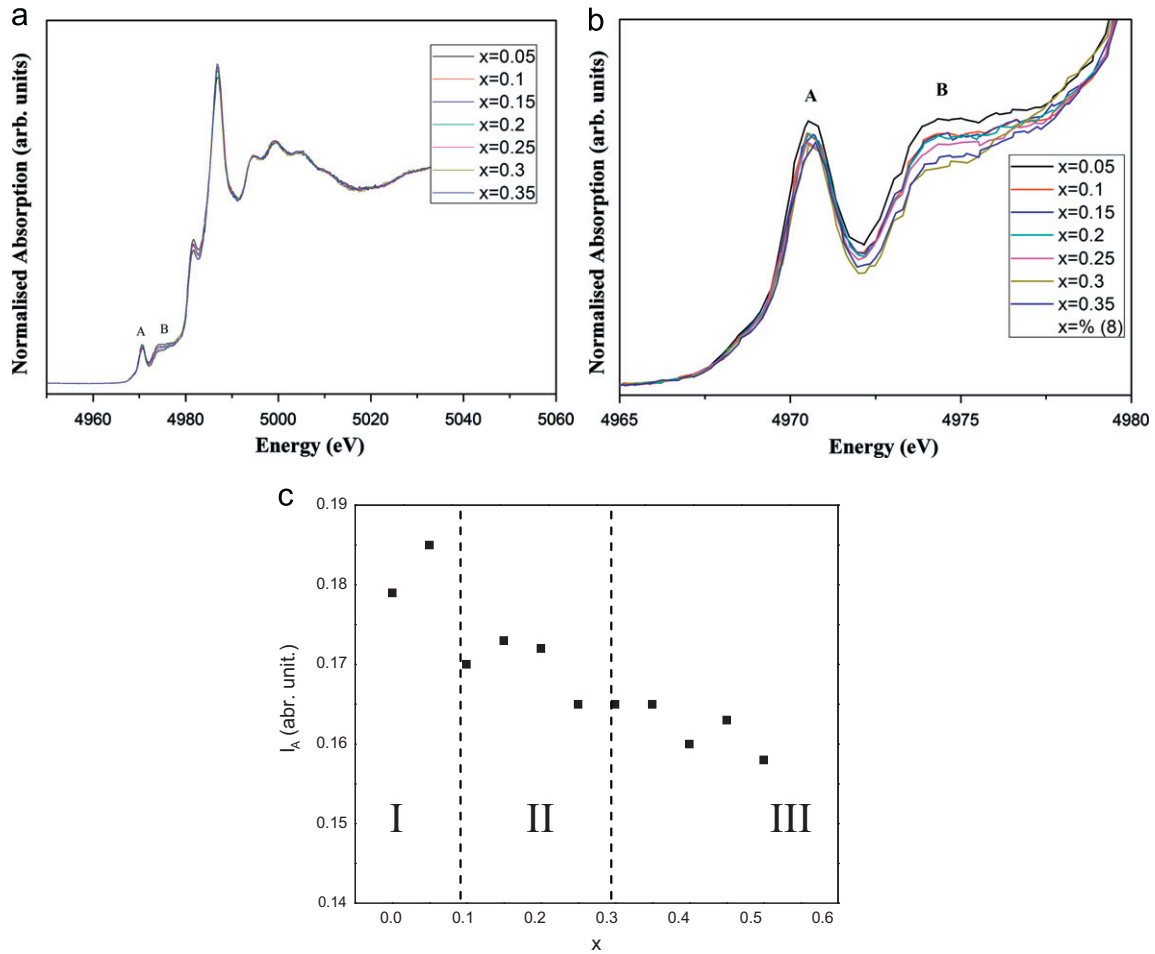 a
Normalised Absorption (arb. units)
x=0.05
x=0.1
x=0.15
x=0.2
x=0.25
x=0.3
x=0.35
A
B
4960
4980
5000
5020
5040
5060
Energy (eV)
b
Normalised Absorption (arb. units)
A
B
x=0.05
x=0.1
x=0.15
x=0.2
x=0.25
x=0.3
x=0.35
x=% (8)
4965
4970
4975
4980
Energy (eV)
c
0.19
0.18
0.17
0.16
0.15
0.14
I_A (abr. unit.)
I
II
III
0.0
0.1
0.2
0.3
0.4
0.5
0.6
x